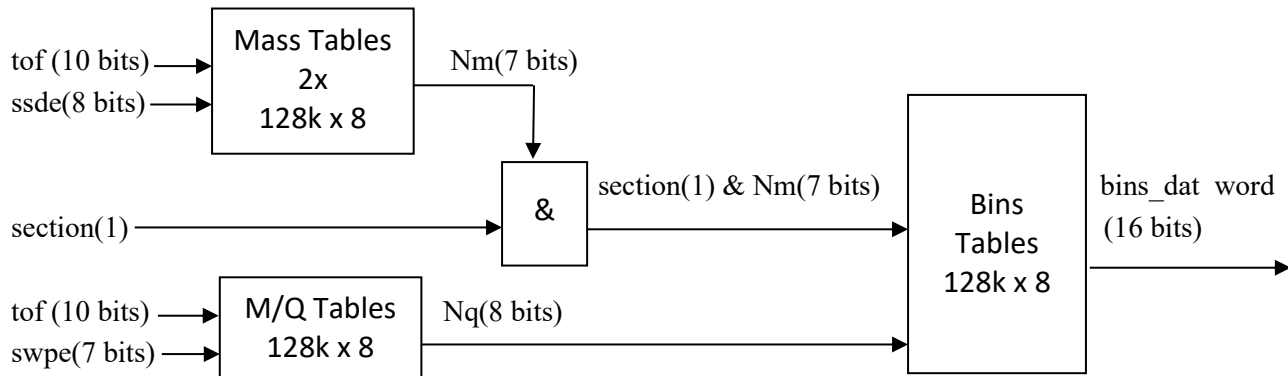 Mass Tables
2x
128k x 8
tof (10 bits)
ssde(8 bits)
Nm(7 bits)
section(1)
&
section(1) & Nm(7 bits)
tof (10 bits)
swpe(7 bits)
M/Q Tables
128k x 8
Nq(8 bits)
Bins
Tables
128k x 8
bins_dat word
(16 bits)